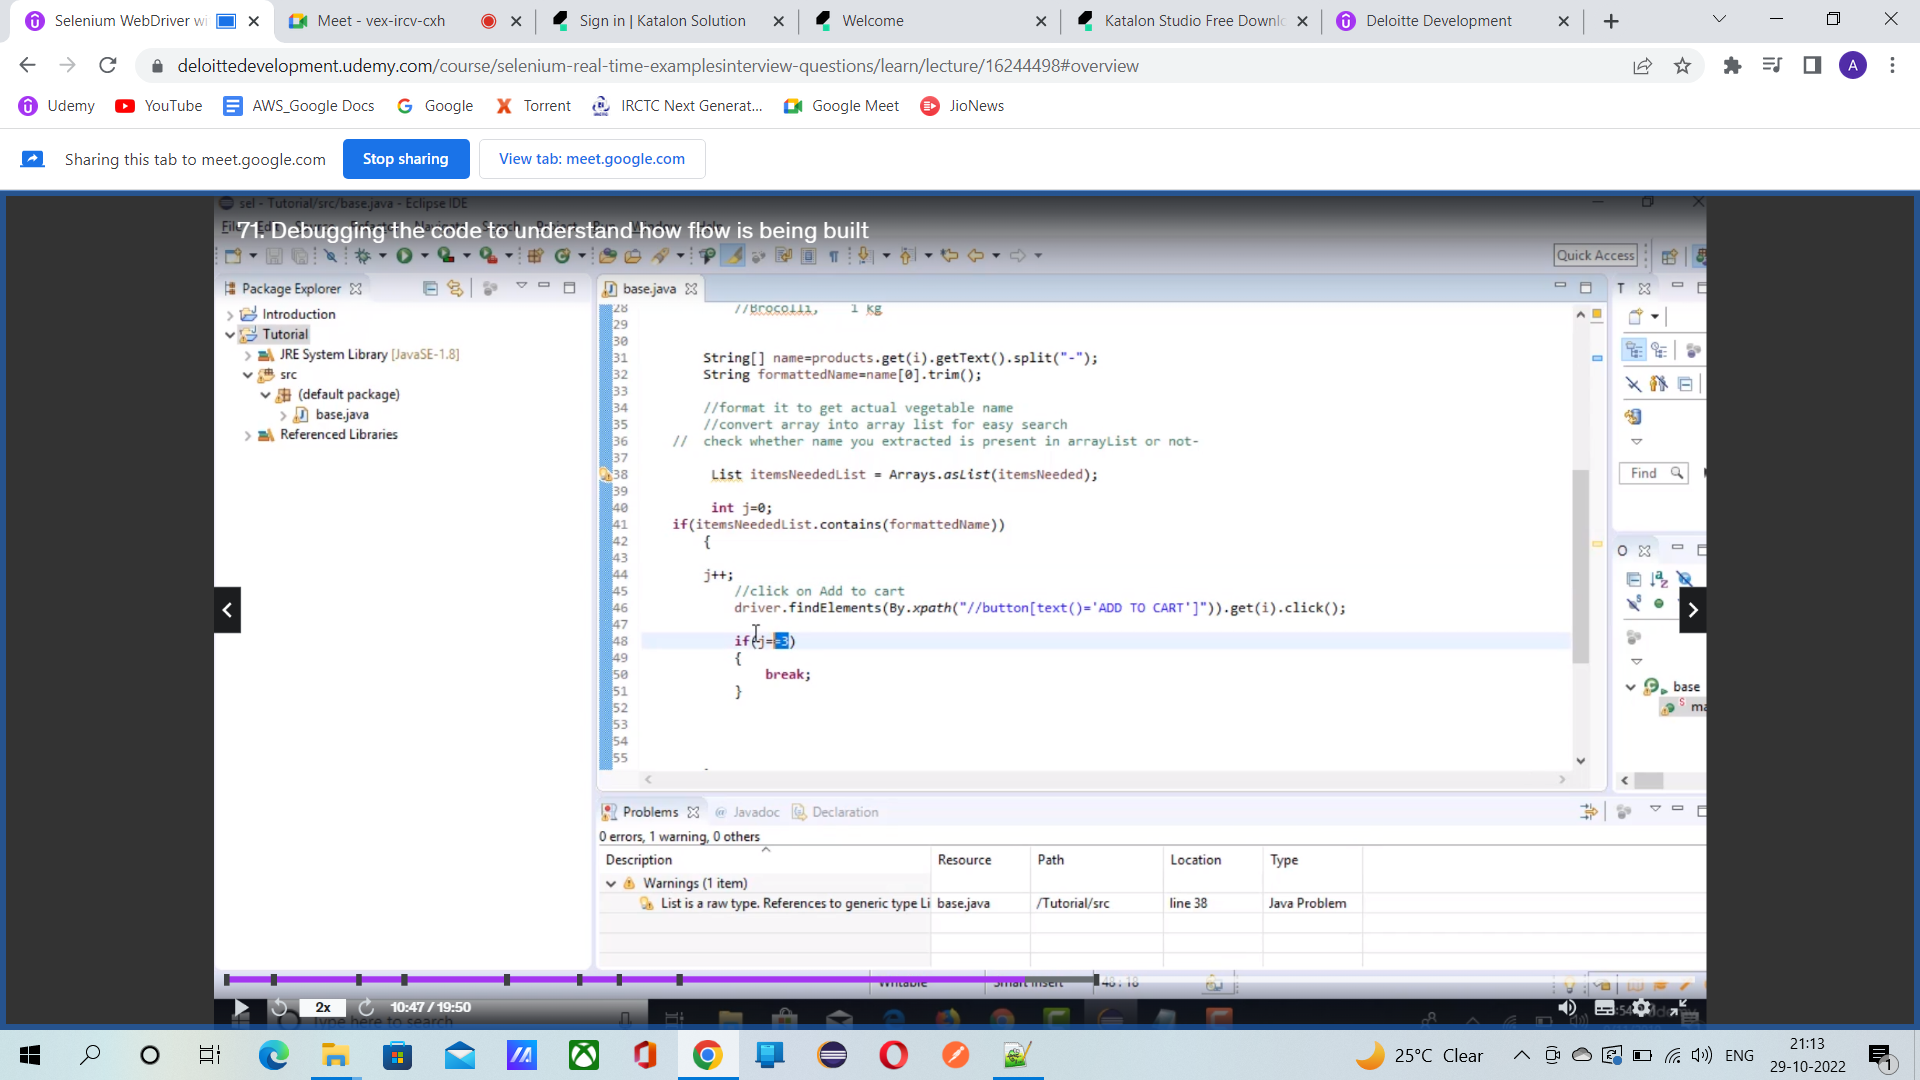 Selenium WebDriver wi
Meet - vex-ircv-cxh
Sign in | Katalon Solution
Welcome
Katalon Studio Free Downlo
Deloitte Development
deloittedevelopment.udemy.com/course/selenium-real-time-examplesinterview-questions/learn/lecture/16244498#overview
A
Udemy
YouTube
AWS_Google Docs
Google
Torrent
IRCTC Next Generat...
Google Meet
JioNews
Sharing this tab to meet.google.com
Stop sharing
View tab: meet.google.com
sel - Tutorial/src/base.java - Eclipse IDE
71. Debugging the code to understand how flow is being built
Quick Access
Package Explorer
Introduction
Tutorial
JRE System Library [JavaSE-1.8]
src
(default package)
base.java
Referenced Libraries
base.java
28 //Brocolli, 1 kg
29
30
31 String[] name=products.get(i).getText().split("-");
32 String formattedName=name[0].trim();
33
34 //format it to get actual vegetable name
35 //convert array into array list for easy search
36 // check whether name you extracted is present in arrayList or not-
37
38 List itemsNeededList = Arrays.asList(itemsNeeded);
39
40 int j=0;
41 if(itemsNeededList.contains(formattedName))
42 {
43
44 j++;
45 //click on Add to cart
46 driver.findElements(By.xpath("//button[text()='ADD TO CART']")).get(i).click();
47
48 if(j==3)
49 {
50 break;
51 }
52
53
54
55
T
Find
O
base
ma
Problems
Javadoc
Declaration
0 errors, 1 warning, 0 others
Description Resource Path Location Type
Warnings (1 item)
List is a raw type. References to generic type Li base.java /Tutorial/src line 38 Java Problem
Writable
Smart Insert
48 : 18
2x
10:47 / 19:50
Type here to search
25°C Clear
ENG
21:13
29-10-2022
1